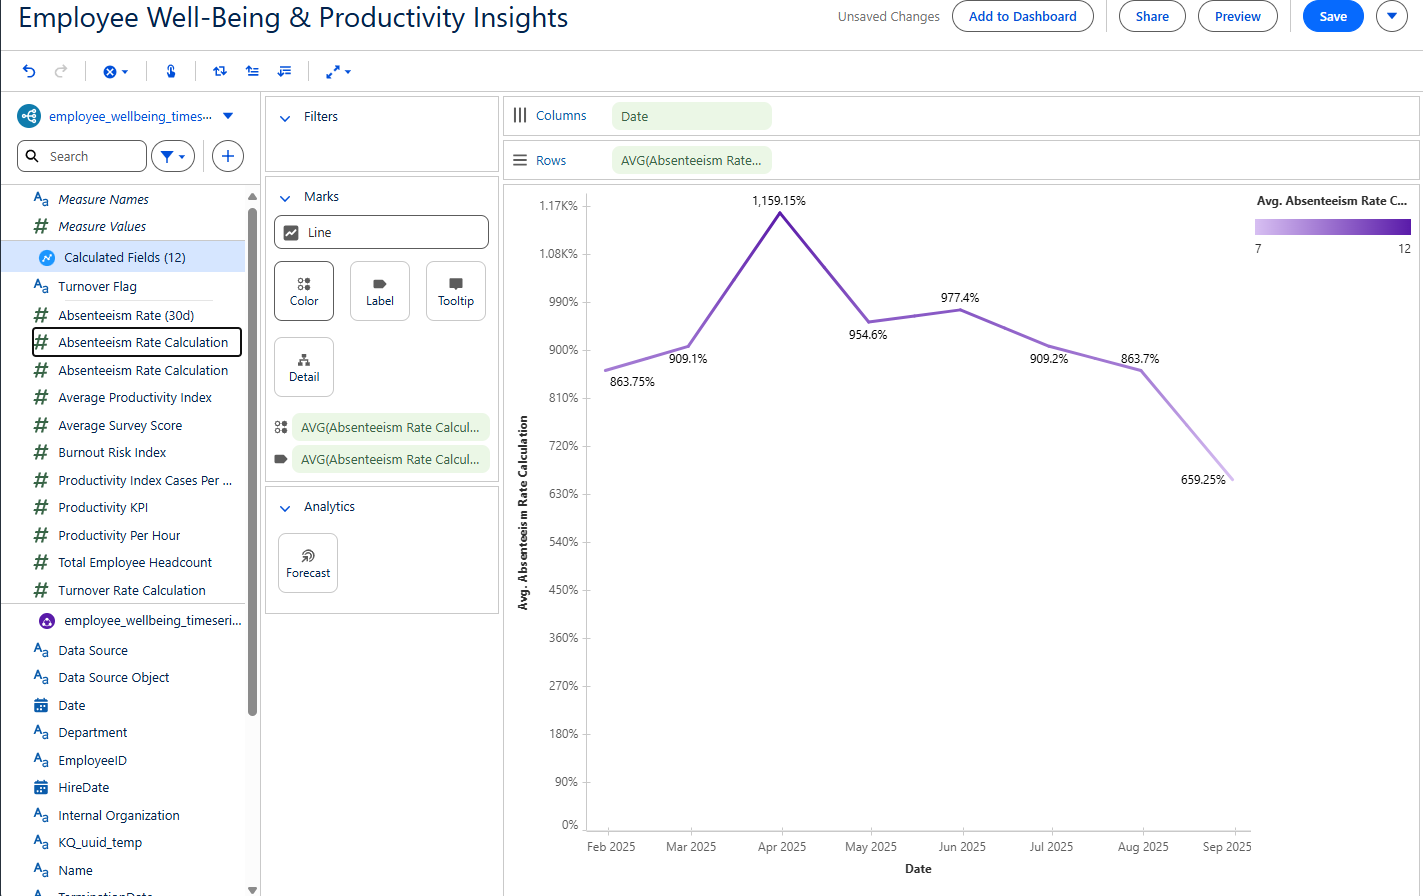 Employee Well-Being & Productivity Insights
Unsaved Changes
Add to Dashboard
Share
Preview
Save
employee_wellbeing_times...
Search
Measure Names
Measure Values
Calculated Fields (12)
Turnover Flag
Absenteeism Rate (30d)
Absenteeism Rate Calculation
Absenteeism Rate Calculation
Average Productivity Index
Average Survey Score
Burnout Risk Index
Productivity Index Cases Per ...
Productivity KPI
Productivity Per Hour
Total Employee Headcount
Turnover Rate Calculation
employee_wellbeing_timeseri...
Data Source
Data Source Object
Date
Department
EmployeeID
HireDate
Internal Organization
KQ_uuid_temp
Name
TerminationDate
Filters
Marks
Line
Color
Label
Tooltip
Detail
AVG(Absenteeism Rate Calcul...
AVG(Absenteeism Rate Calcul...
Analytics
Forecast
Columns
Date
Rows
AVG(Absenteeism Rate...
Avg. Absenteeism Rate Calculation
1.17K%
1.08K%
990%
900%
810%
720%
630%
540%
450%
360%
270%
180%
90%
0%
863.75%
909.1%
1,159.15%
954.6%
977.4%
909.2%
863.7%
659.25%
Feb 2025
Mar 2025
Apr 2025
May 2025
Jun 2025
Jul 2025
Aug 2025
Sep 2025
Date
Avg. Absenteeism Rate C...
7
12